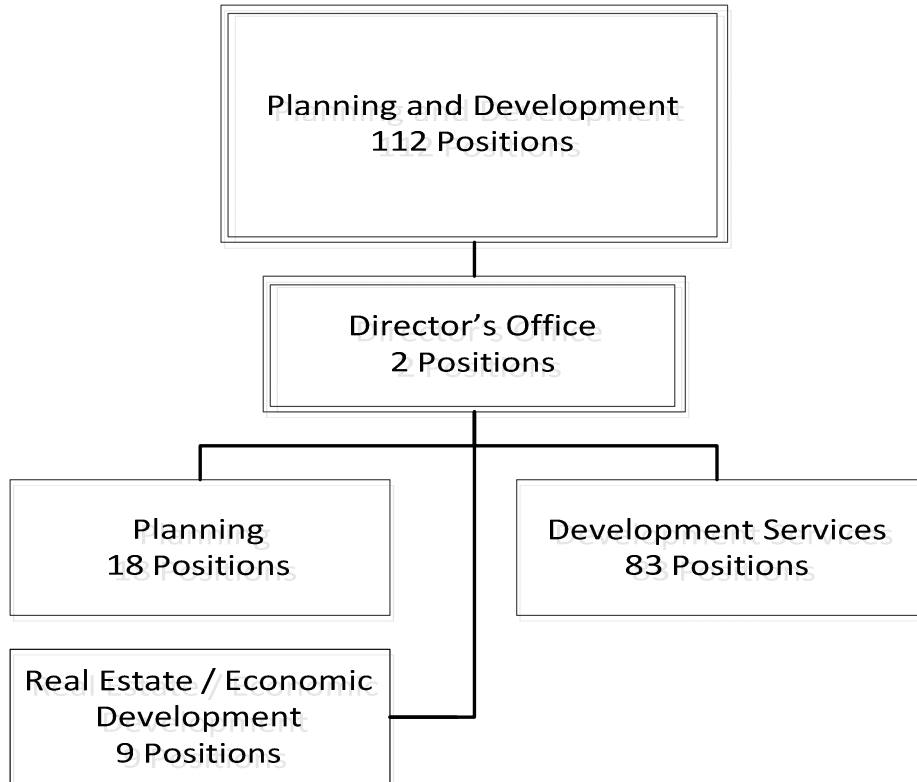 Planning and Development
112 Positions
Director’s Office
2 Positions
Planning
18 Positions
Development Services
83 Positions
Real Estate / Economic
Development
9 Positions